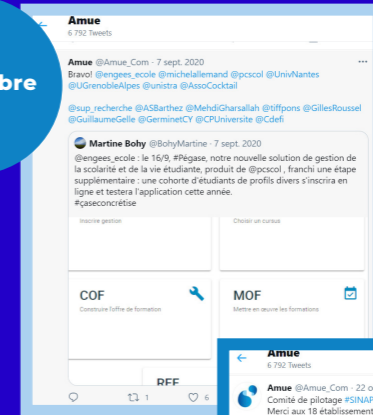 bre
Amue
6 792 Tweets
Amue @Amue_Com · 7 sept. 2020
Bravo! @engees_ecole @michelallemand @pcscol @UnivNantes
@UGrenobleAlpes @unistra @AssoCocktail
@sup_recherche @ASBarthez @MehdiGharsallah @tiffpons @GillesRoussel
@GuillaumeGelle @GerminetCY @CPUniversite @Cdefi
Martine Bohy @BohyMartine · 7 sept. 2020
@engees_ecole : le 16/9, #Pégase, notre nouvelle solution de gestion de
la scolarité et de la vie étudiante, produit de @pcscol , franchi une étape
supplémentaire : une cohorte d'étudiants de profils divers s'inscrira en
ligne et testera l'application cette année.
#çaseconcrétise
Inscrire gestion
Choisir un cursus
COF
Construire l'offre de formation
MOF
Mettre en œuvre les formations
REF
1
6
Amue
6 792 Tweets
Amue @Amue_Com · 22 o
Comité de pilotage #SINAP
Merci aux 18 établissement